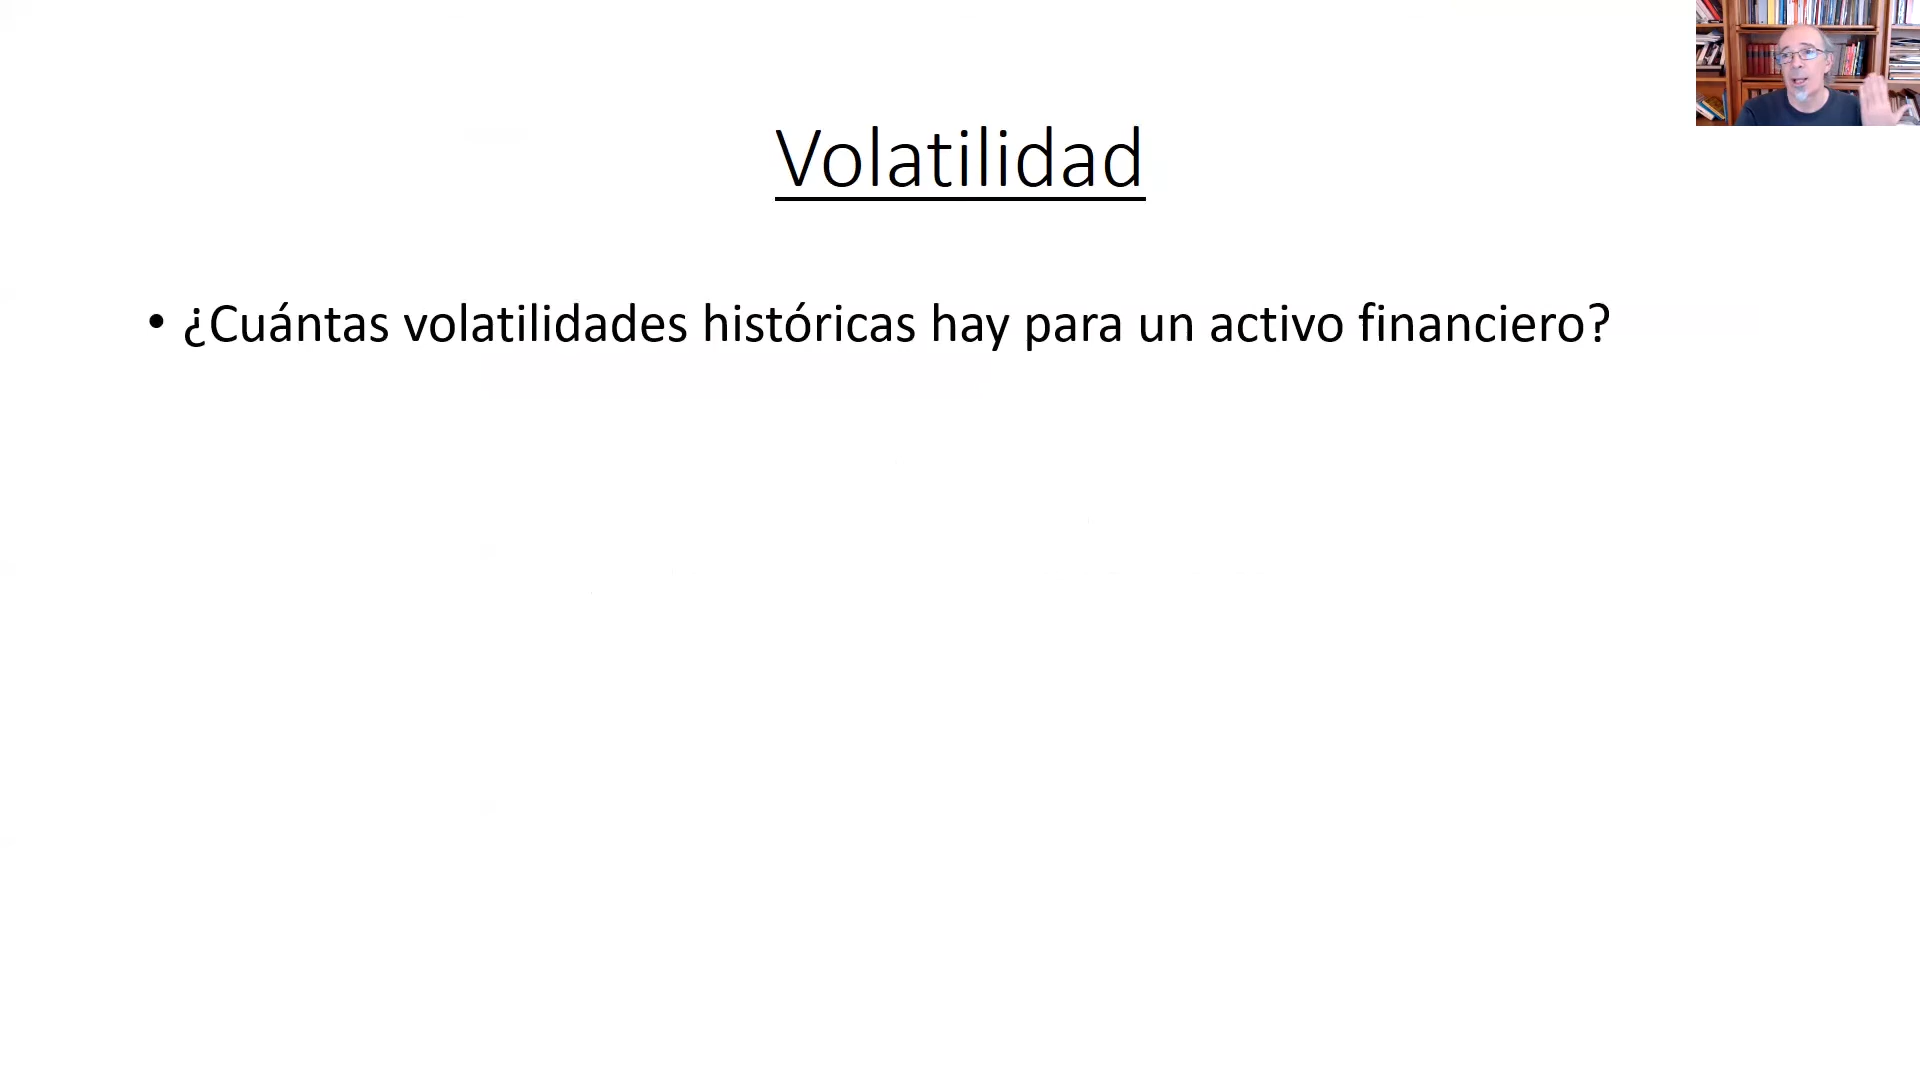 Volatilidad
• ¿Cuántas volatilidades históricas hay para un activo financiero?